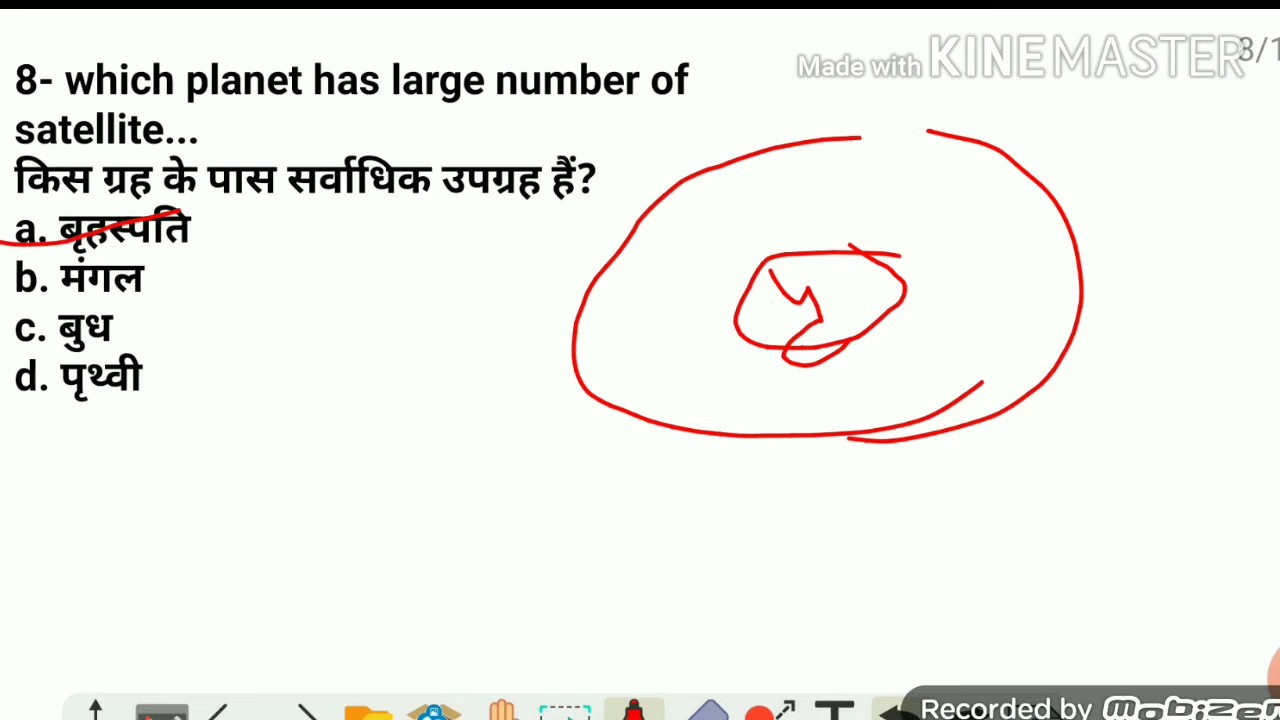 Made with KINEMASTER
8- which planet has large number of
satellite...
किस ग्रह के पास सर्वाधिक उपग्रह हैं?
a. बृहस्पति
b. मंगल
c. बुध
d. पृथ्वी
Recorded by